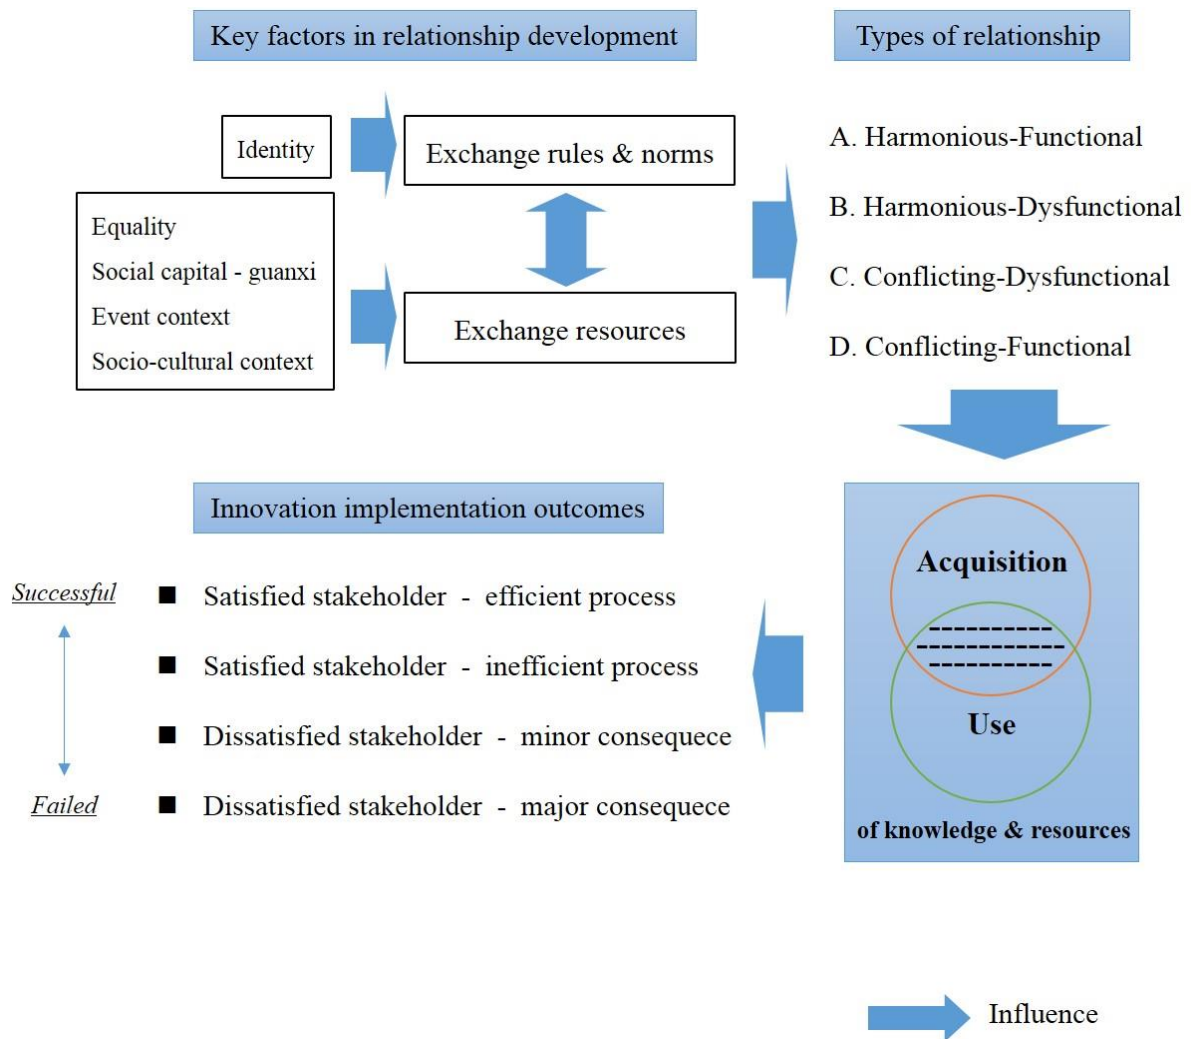 Key factors in relationship development
Types of relationship
Identity
Exchange rules & norms
Equality
Social capital - guanxi
Event context
Socio-cultural context
Exchange resources
A. Harmonious-Functional
B. Harmonious-Dysfunctional
C. Conflicting-Dysfunctional
D. Conflicting-Functional
Acquisition
Use
of knowledge & resources
Innovation implementation outcomes
Successful
Failed
■ Satisfied stakeholder - efficient process
■ Satisfied stakeholder - inefficient process
■ Dissatisfied stakeholder - minor consequece
■ Dissatisfied stakeholder - major consequece
Influence